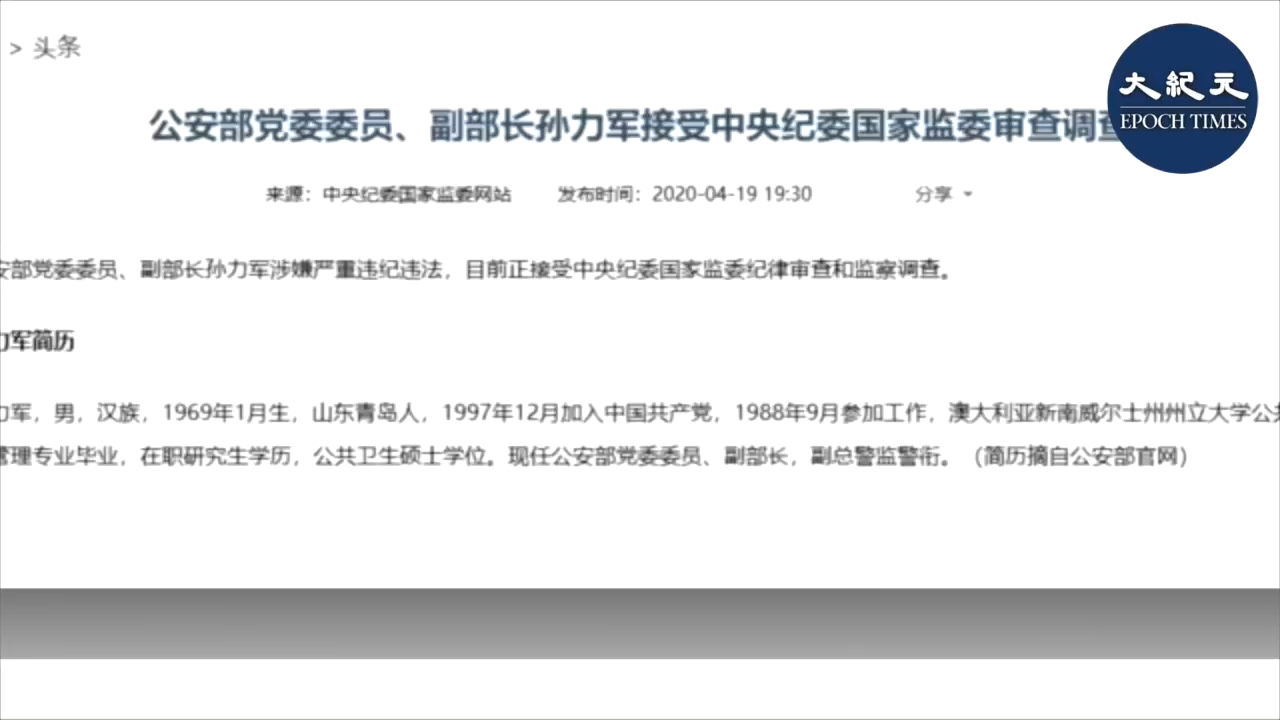 > 头条
大紀元
EPOCH TIMES
公安部党委委员、副部长孙力军接受中央纪委国家监委审查调查
来源：中央纪委国家监委网站 发布时间：2020-04-19 19:30 分享
安部党委委员、副部长孙力军涉嫌严重违纪违法，目前正接受中央纪委国家监委纪律审查和监察调查。
力军简历
力军，男，汉族，1969年1月生，山东青岛人，1997年12月加入中国共产党，1988年9月参加工作，澳大利亚新南威尔士州州立大学公共
管理专业毕业，在职研究生学历，公共卫生硕士学位。现任公安部党委委员、副部长，副总警监警衔。（简历摘自公安部官网）